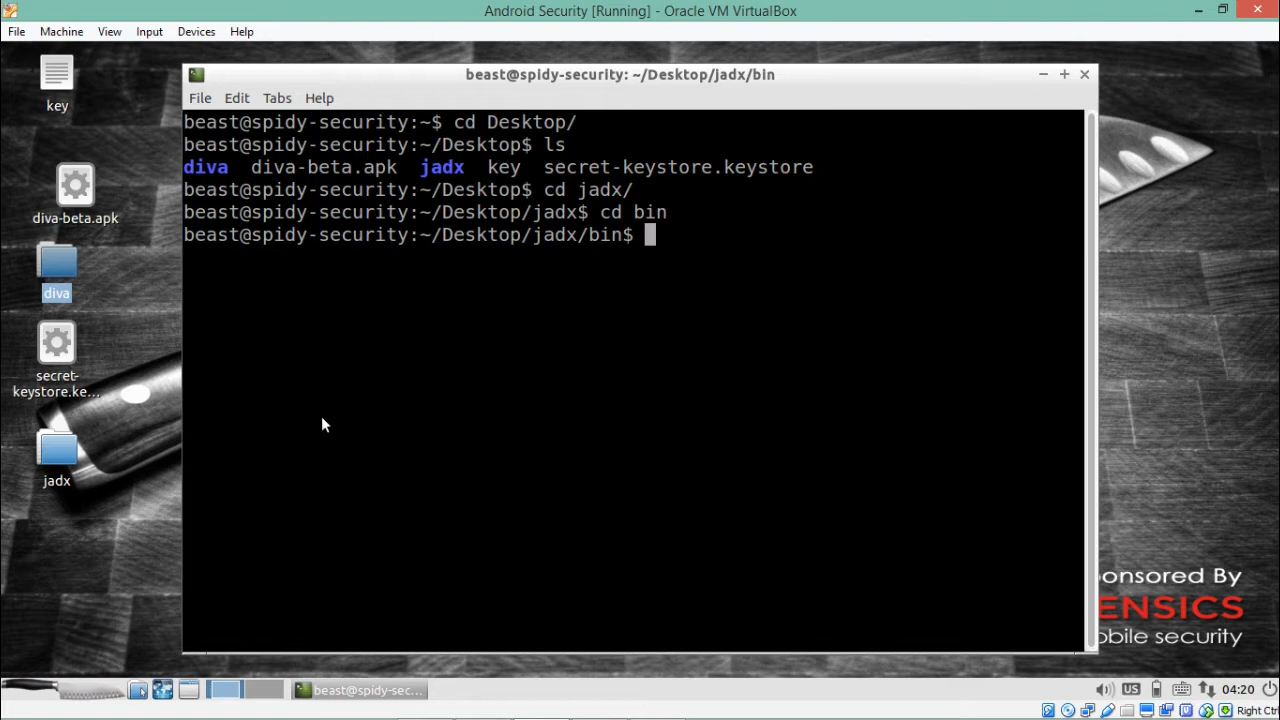 Android Security [Running] - Oracle VM VirtualBox
File Machine View Input Devices Help
key
diva-beta.apk
diva
secret-
keystore.ke...
jadx
beast@spidy-security: ~/Desktop/jadx/bin
File Edit Tabs Help
beast@spidy-security:~$ cd Desktop/
beast@spidy-security:~/Desktop$ ls
diva diva-beta.apk jadx key secret-keystore.keystore
beast@spidy-security:~/Desktop$ cd jadx/
beast@spidy-security:~/Desktop/jadx$ cd bin
beast@spidy-security:~/Desktop/jadx/bin$
ponsored By
ENSICS
obile security
beast@spidy-sec...
US
04:20
Right Ctrl